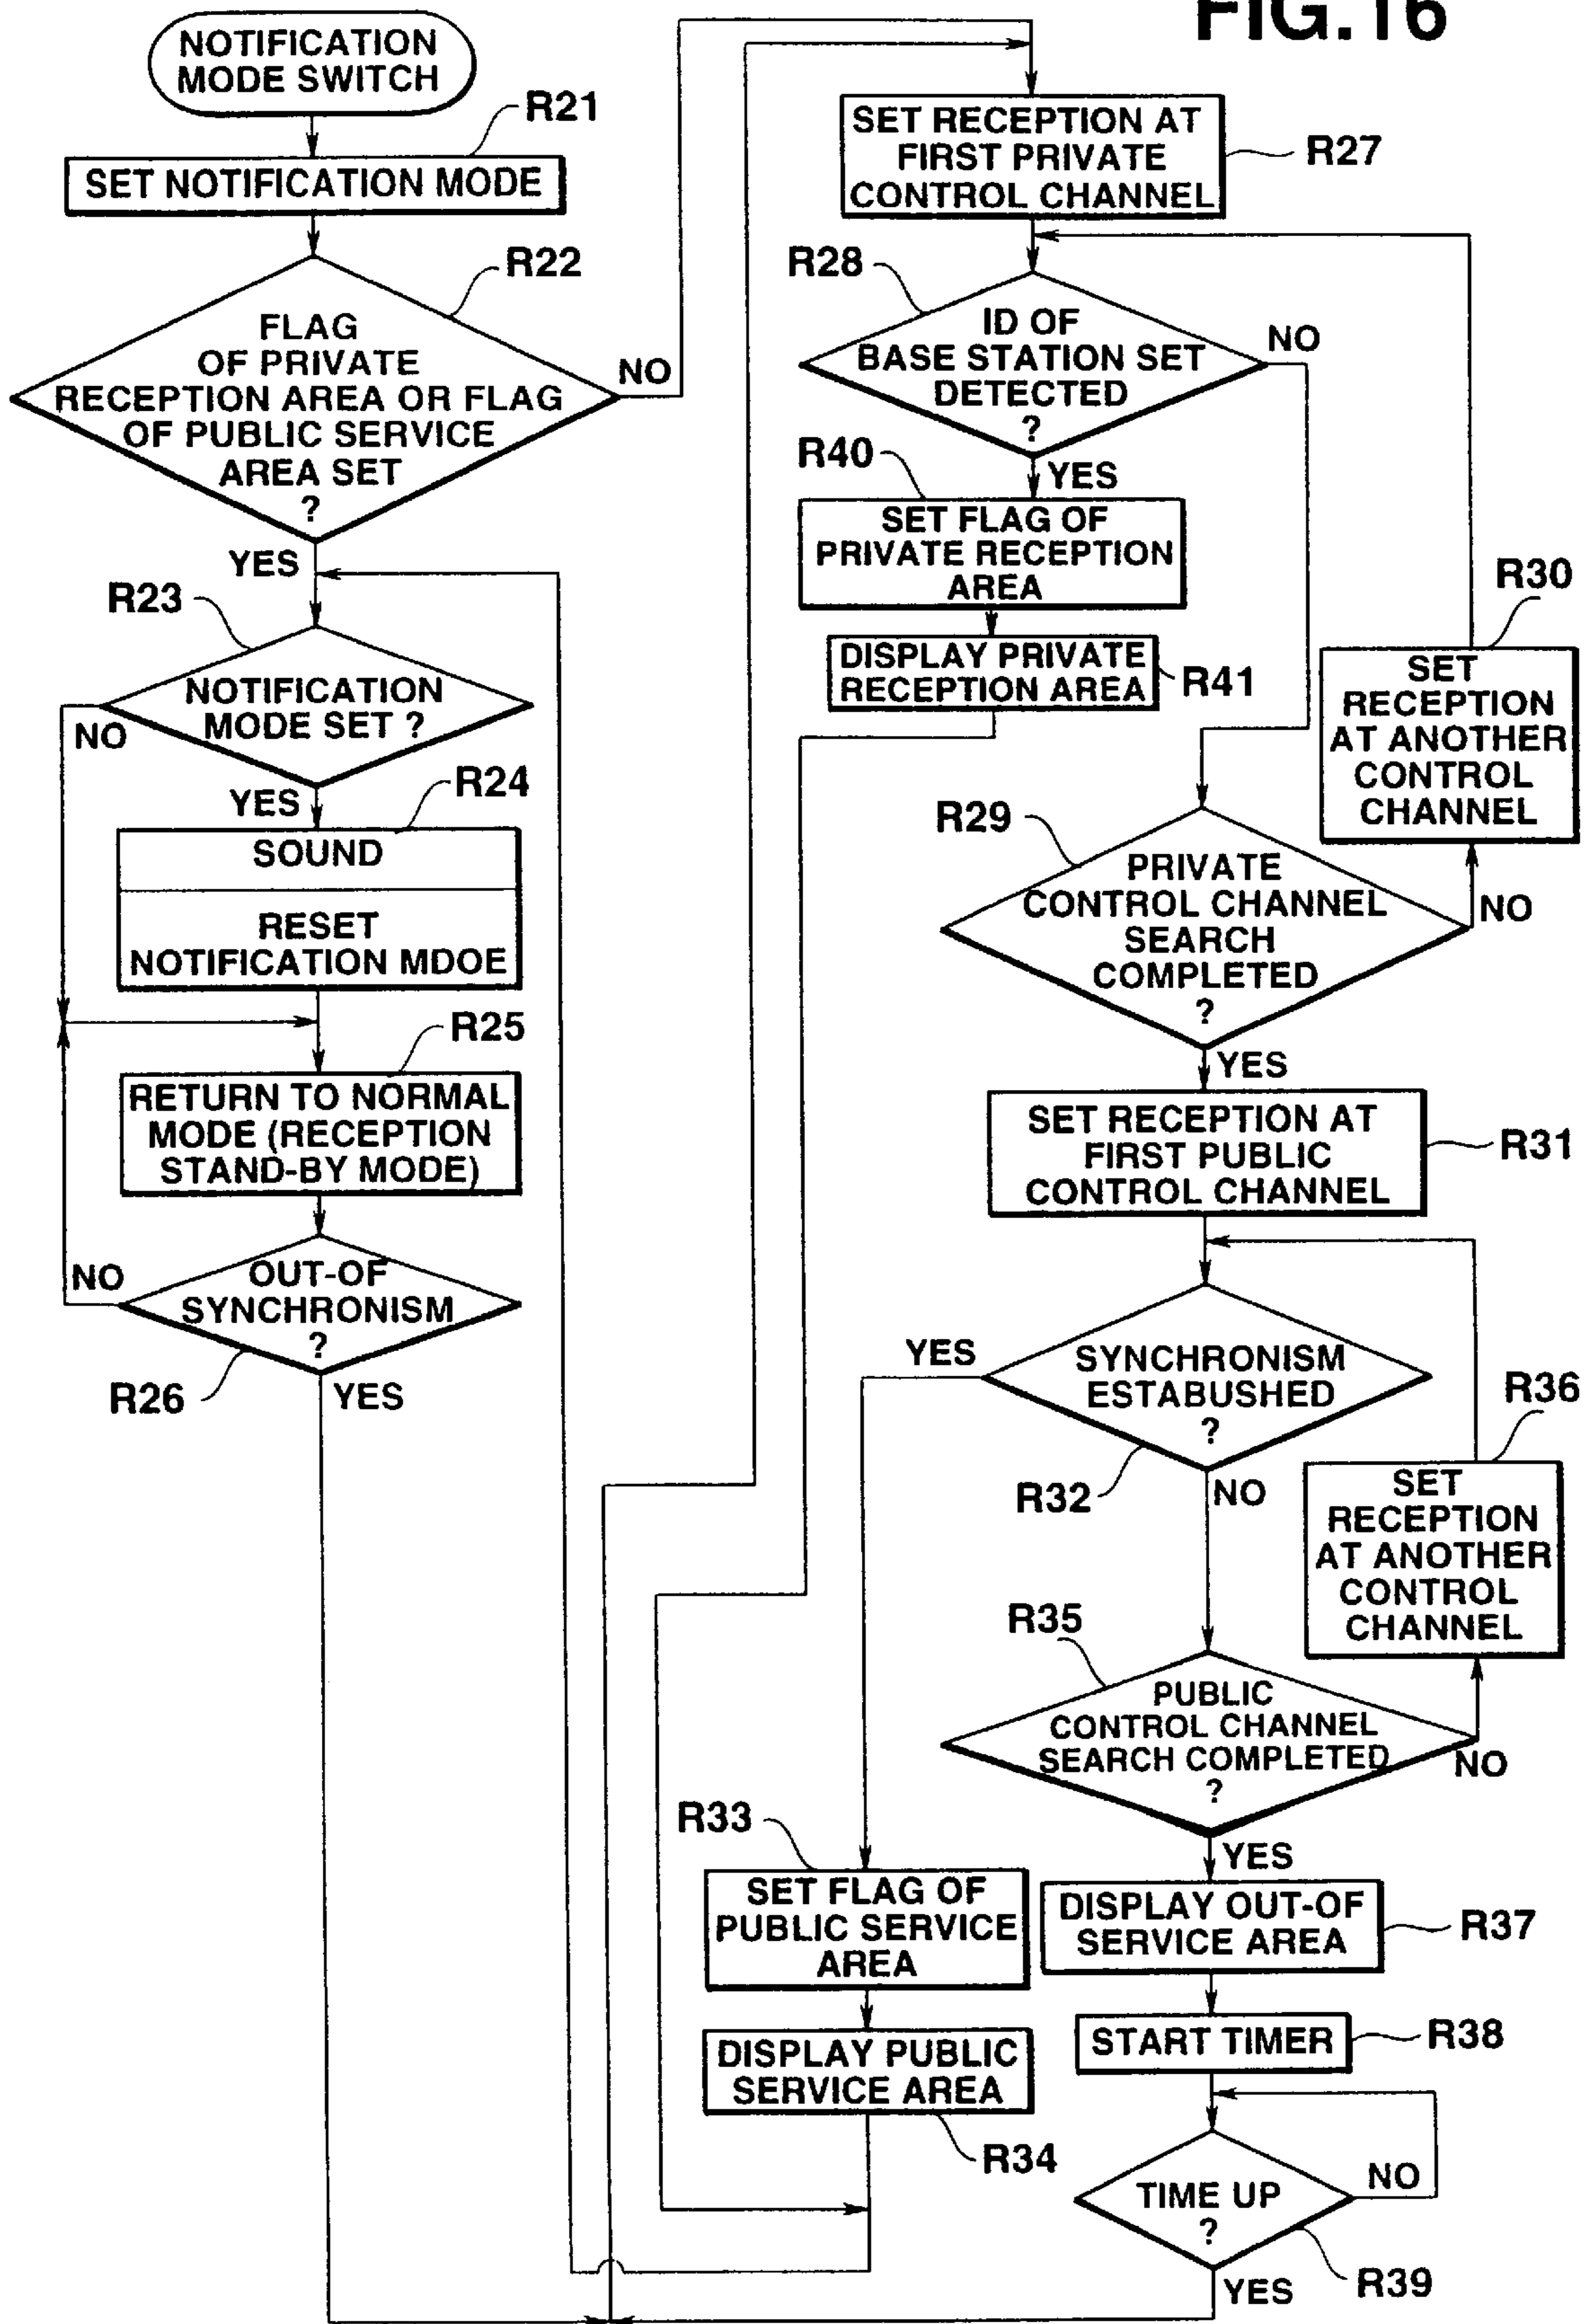 FIG.16
NOTIFICATION
MODE SWITCH
R21
SET NOTIFICATION MODE
R22
FLAG
OF PRIVATE
RECEPTION AREA OR FLAG
OF PUBLIC SERVICE
AREA SET
?
NO
YES
R23
NOTIFICATION
MODE SET ?
NO
YES
R24
SOUND
RESET
NOTIFICATION MDOE
R25
RETURN TO NORMAL
MODE (RECEPTION
STAND-BY MODE)
NO
OUT-OF
SYNCHRONISM
?
R26
YES
SET RECEPTION AT
FIRST PRIVATE
CONTROL CHANNEL
R27
R28
ID OF
BASE STATION SET
DETECTED
?
NO
R40
YES
SET FLAG OF
PRIVATE RECEPTION
AREA
DISPLAY PRIVATE
RECEPTION AREA
R41
R30
SET
RECEPTION
AT ANOTHER
CONTROL
CHANNEL
R29
PRIVATE
CONTROL CHANNEL
SEARCH
COMPLETED
?
NO
YES
SET RECEPTION AT
FIRST PUBLIC
CONTROL CHANNEL
R31
YES
SYNCHRONISM
ESTABUSHED
?
R32
NO
R36
SET
RECEPTION
AT ANOTHER
CONTROL
CHANNEL
R35
PUBLIC
CONTROL CHANNEL
SEARCH COMPLETED
?
NO
YES
R33
SET FLAG OF
PUBLIC SERVICE
AREA
DISPLAY PUBLIC
SERVICE AREA
R34
DISPLAY OUT-OF
SERVICE AREA
R37
START TIMER
R38
TIME UP
?
NO
YES
R39